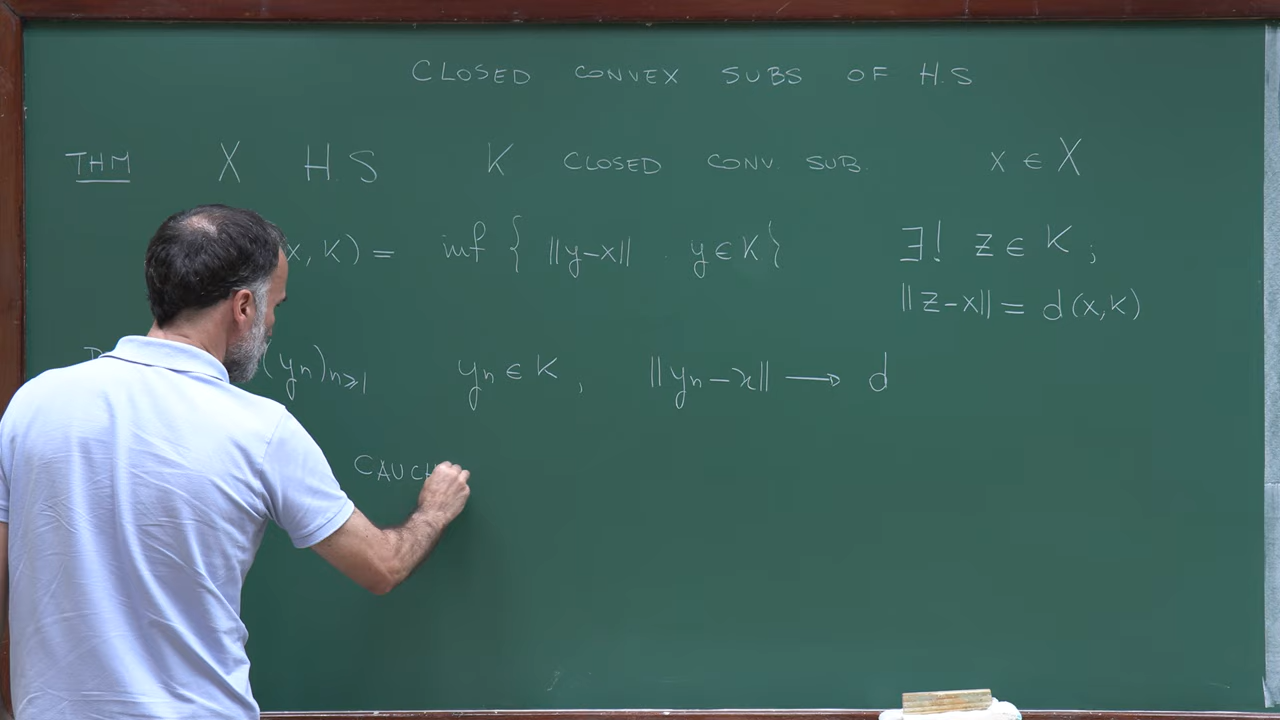 CLOSED CONVEX SUBS OF H.S
THM X H.S K CLOSED CONV. SUB. x ∈ X
x, K) = inf { ||y-x|| . y ∈ K } ∃! z ∈ K ;
||z-x|| = d(x,K)
(yn)n≥1 yn ∈ K , ||yn-x|| → d
CAUCH